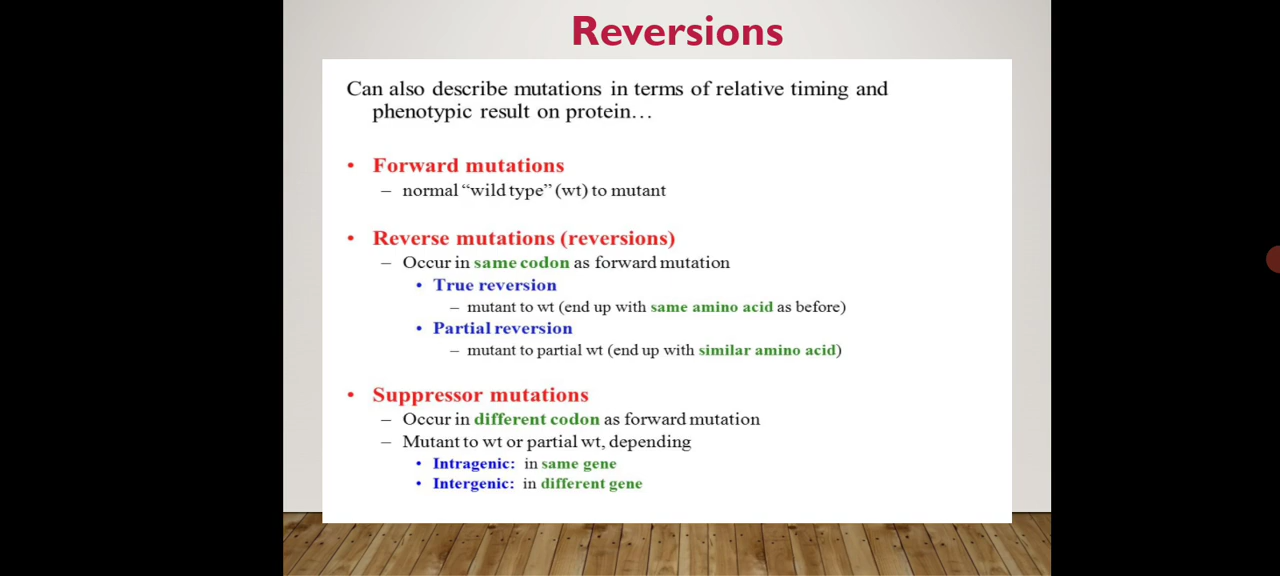 Reversions
Can also describe mutations in terms of relative timing and
phenotypic result on protein…
• Forward mutations
– normal “wild type” (wt) to mutant
• Reverse mutations (reversions)
– Occur in same codon as forward mutation
• True reversion
– mutant to wt (end up with same amino acid as before)
• Partial reversion
– mutant to partial wt (end up with similar amino acid)
• Suppressor mutations
– Occur in different codon as forward mutation
– Mutant to wt or partial wt, depending
• Intragenic: in same gene
• Intergenic: in different gene